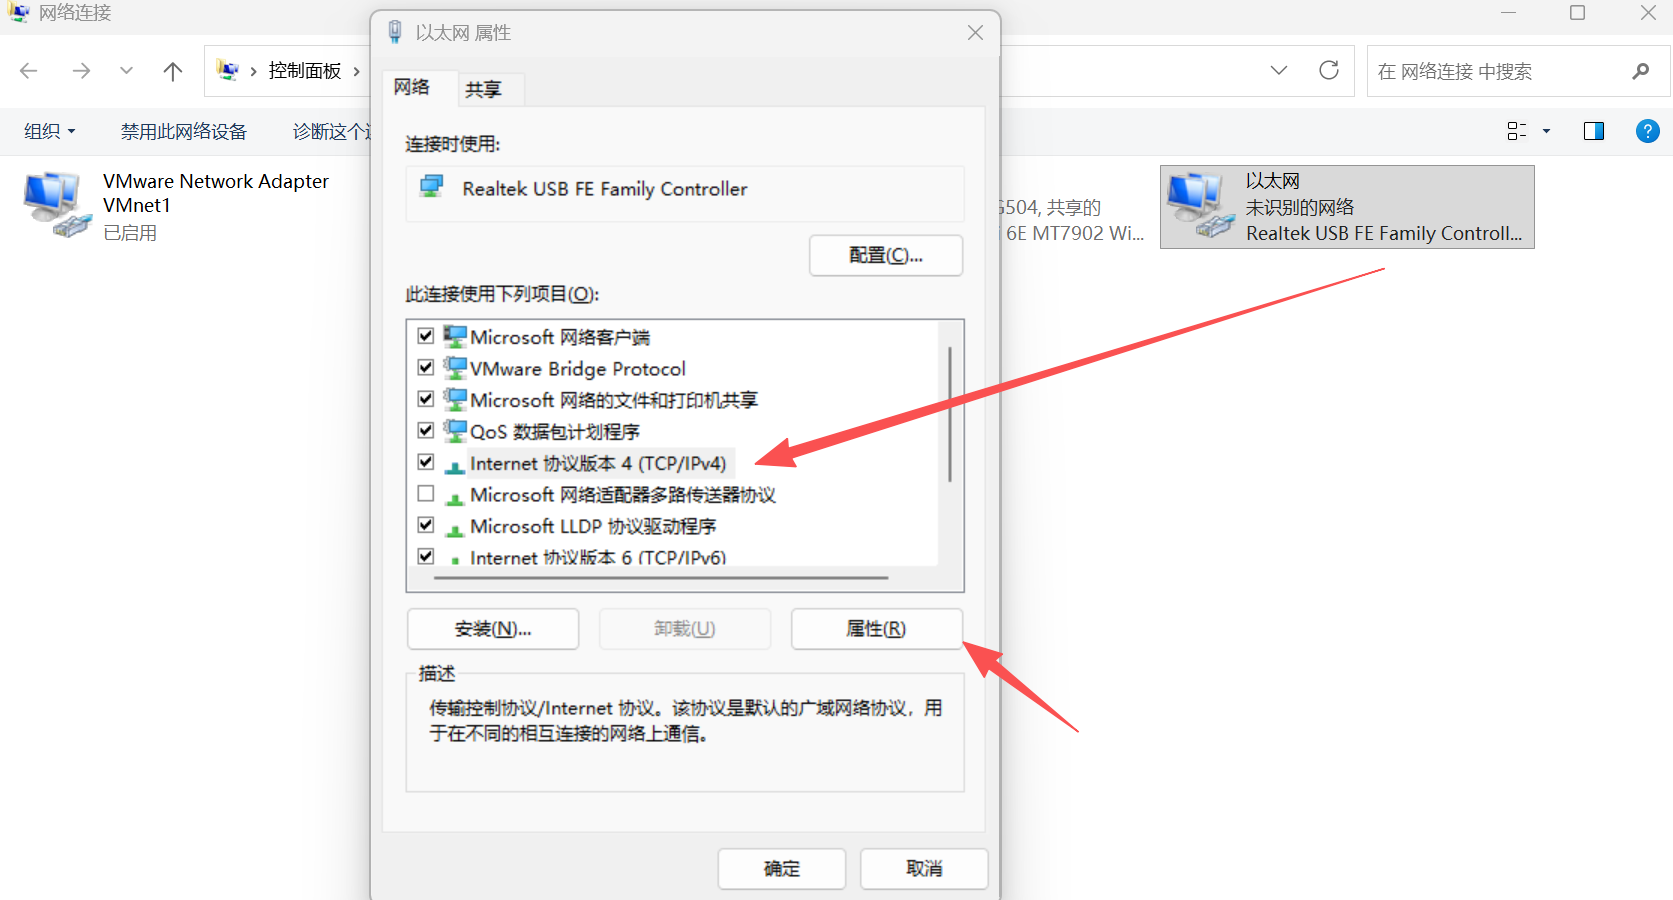 网络连接
控制面板
在 网络连接 中搜索
组织
禁用此网络设备
诊断这个
VMware Network Adapter
VMnet1
已启用
G504, 共享的
i 6E MT7902 Wi...
以太网
未识别的网络
Realtek USB FE Family Controll...
以太网 属性
网络
共享
连接时使用:
Realtek USB FE Family Controller
配置(C)...
此连接使用下列项目(O):
Microsoft 网络客户端
VMware Bridge Protocol
Microsoft 网络的文件和打印机共享
QoS 数据包计划程序
Internet 协议版本 4 (TCP/IPv4)
Microsoft 网络适配器多路传送器协议
Microsoft LLDP 协议驱动程序
Internet 协议版本 6 (TCP/IPv6)
安装(N)...
卸载(U)
属性(R)
描述
传输控制协议/Internet 协议。该协议是默认的广域网络协议，用
于在不同的相互连接的网络上通信。
确定
取消